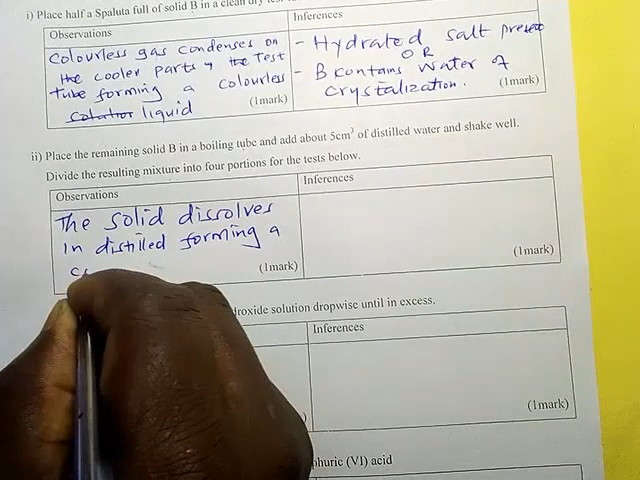 i) Place half a Spaluta full of solid B in a clean dry
Observations
Inferences
Colourless gas condenses on
the cooler parts of the Test
tube forming a colourless
solution liquid
(1mark)
- Hydrated salt present
OR
- B contains water of
crystalization.
(1mark)
ii) Place the remaining solid B in a boiling tube and add about 5cm³ of distilled water and shake well.
Divide the resulting mixture into four portions for the tests below.
Observations
Inferences
The solid dissolves
in distilled forming a
(1mark)
(1mark)
droxide solution dropwise until in excess.
Inferences
(1mark)
phuric (VI) acid